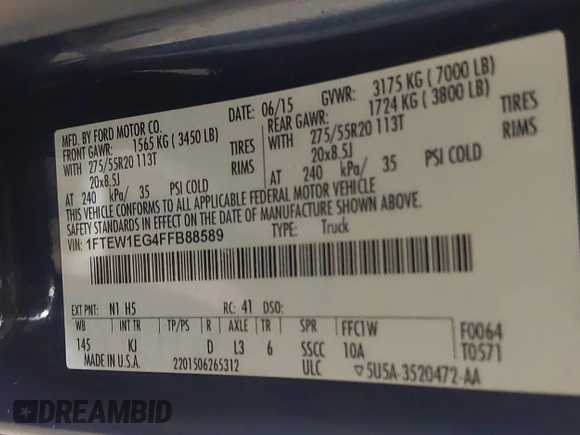 MFD. BY FORD MOTOR CO.
DATE: 06/15
GVWR: 3175 KG ( 7000 LB)
FRONT GAWR: 1565 KG ( 3450 LB)
REAR GAWR: 1724 KG ( 3800 LB)
WITH 275/55R20 113T TIRES
WITH 275/55R20 113T TIRES
20x8.5J RIMS
20x8.5J RIMS
AT 240 kPa/ 35 PSI COLD
AT 240 kPa/ 35 PSI COLD
THIS VEHICLE CONFORMS TO ALL APPLICABLE FEDERAL MOTOR VEHICLE
SAFETY STANDARDS IN EFFECT ON THE DATE OF MANUFACTURE SHOWN ABOVE.
VIN: 1FTEW1EG4FFB88589
TYPE: Truck
EXT PNT: N1 H5 RC: 41 DSO:
WB INT TR TP/PS R AXLE TR SPR FFC1W F0064
145 KJ D L3 6 SSCC 10A T0571
MADE IN U.S.A. 2201506265312 ULC ▽5U5A-3520472-AA
DREAMBID